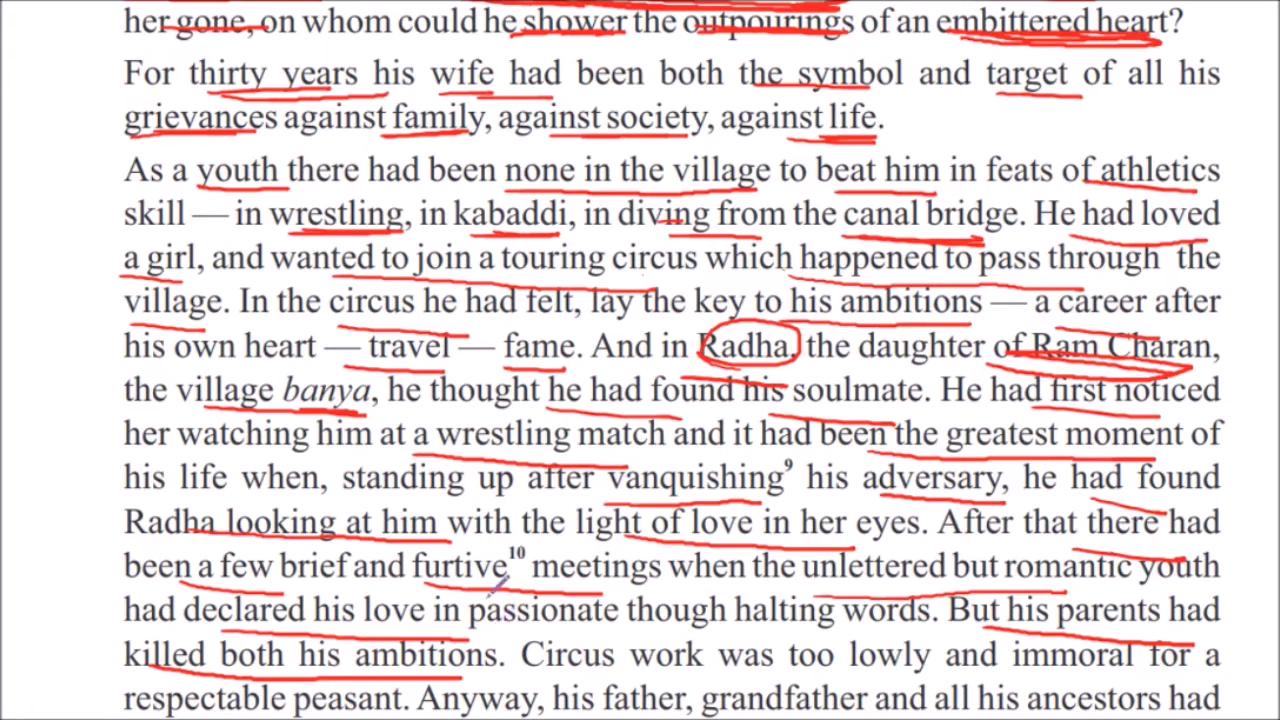 her gone, on whom could he shower the outpourings of an embittered heart?
For thirty years his wife had been both the symbol and target of all his
grievances against family, against society, against life.
As a youth there had been none in the village to beat him in feats of athletics
skill — in wrestling, in kabaddi, in diving from the canal bridge. He had loved
a girl, and wanted to join a touring circus which happened to pass through the
village. In the circus he had felt, lay the key to his ambitions — a career after
his own heart — travel — fame. And in Radha, the daughter of Ram Charan,
the village banya, he thought he had found his soulmate. He had first noticed
her watching him at a wrestling match and it had been the greatest moment of
his life when, standing up after vanquishing9 his adversary, he had found
Radha looking at him with the light of love in her eyes. After that there had
been a few brief and furtive10 meetings when the unlettered but romantic youth
had declared his love in passionate though halting words. But his parents had
killed both his ambitions. Circus work was too lowly and immoral for a
respectable peasant. Anyway, his father, grandfather and all his ancestors had